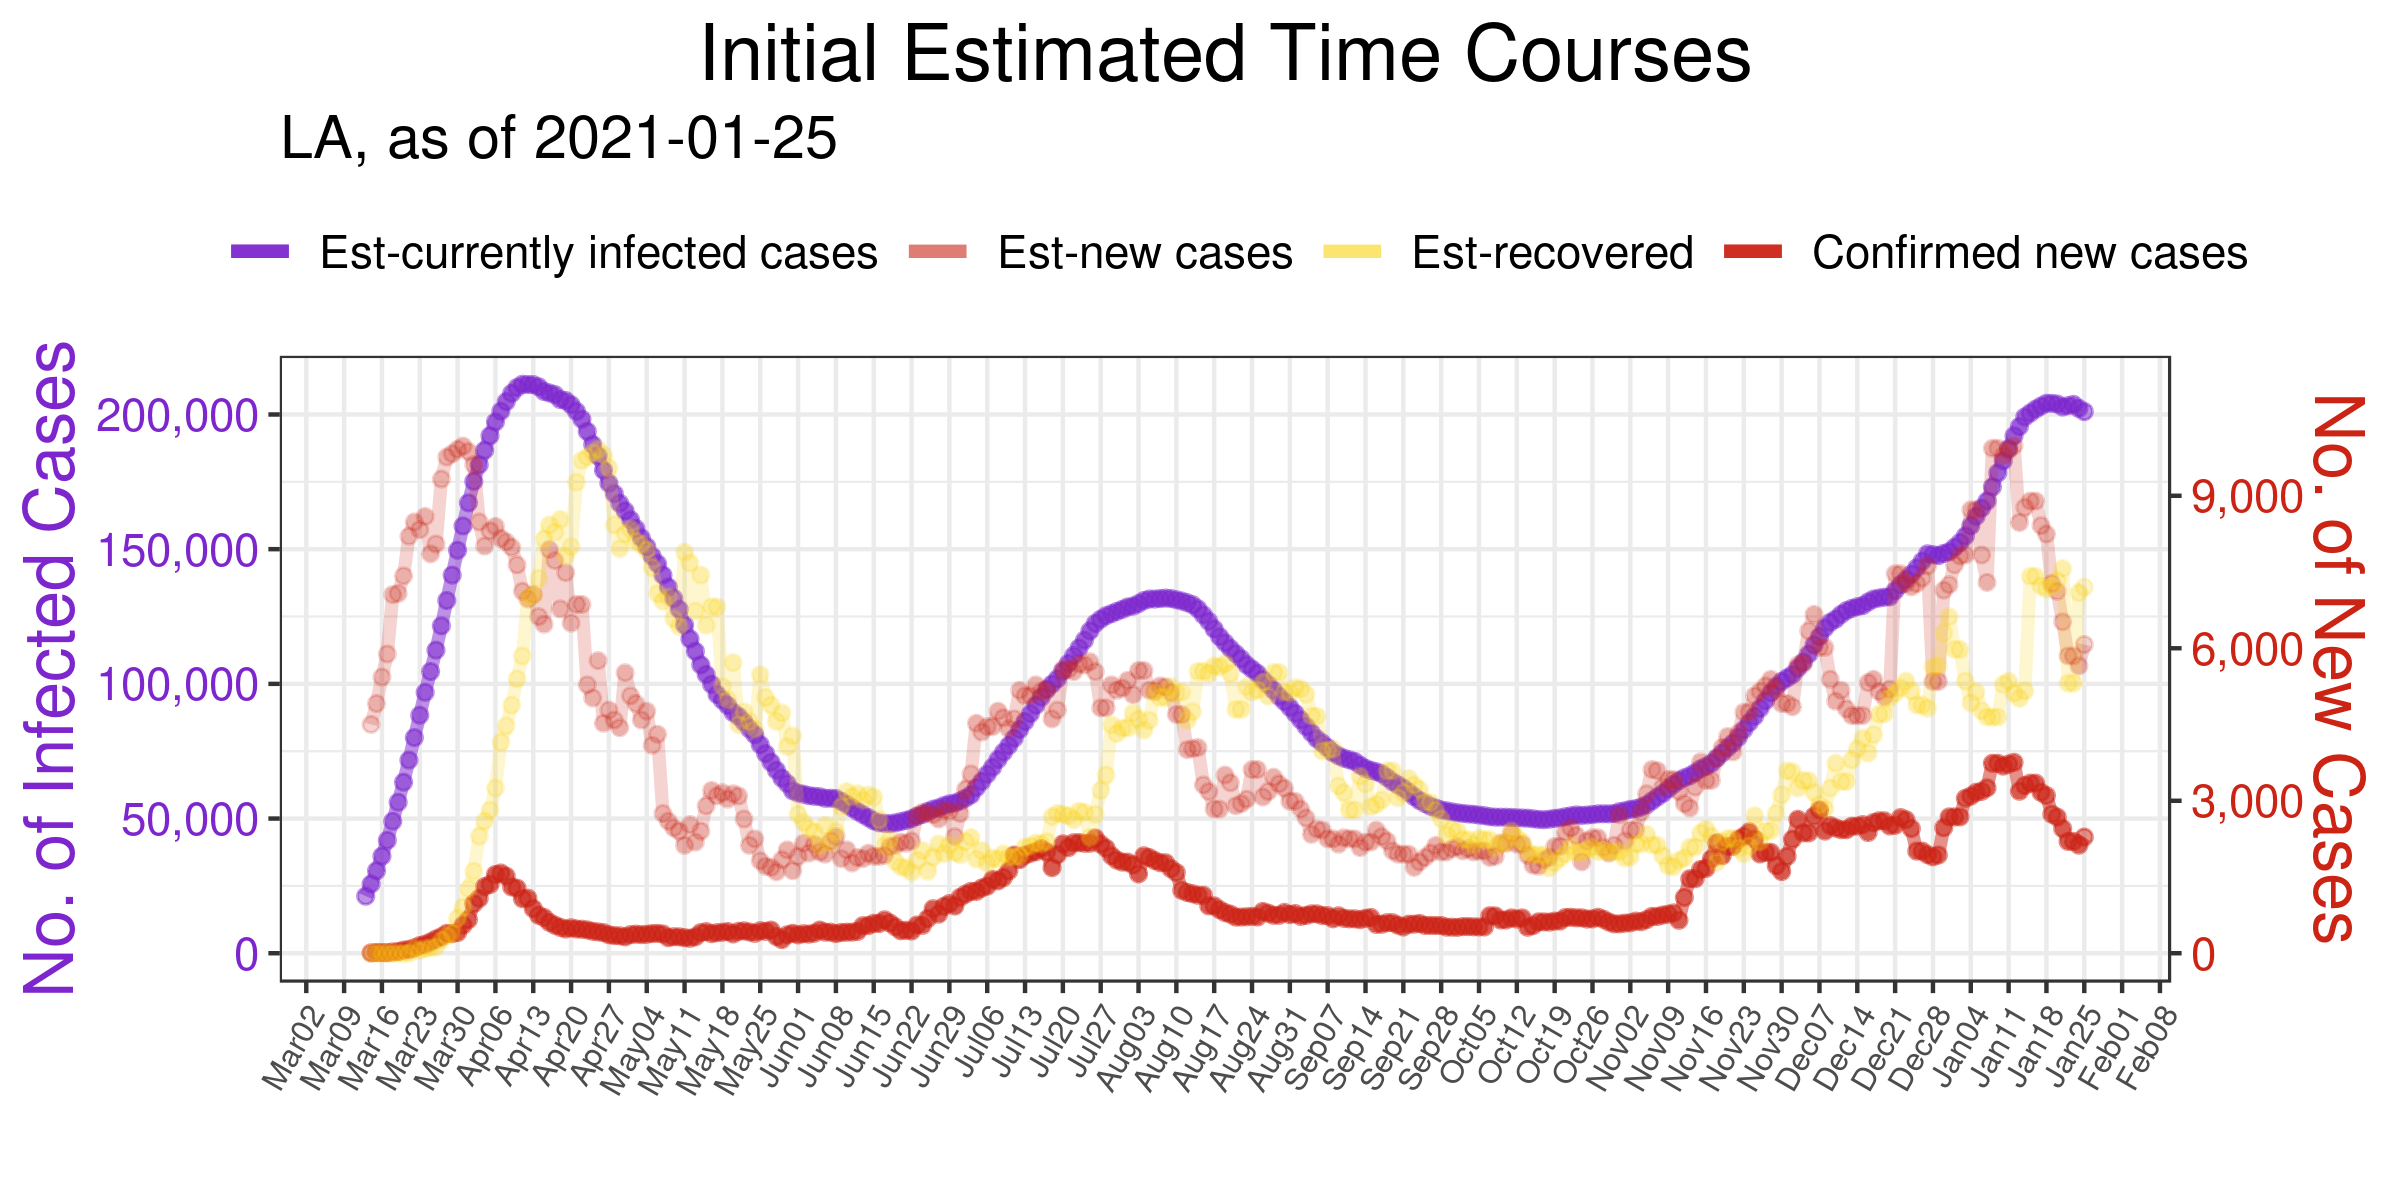 Initial Estimated Time Courses
LA, as of 2021-01-25
Est-currently infected cases
Est-new cases
Est-recovered
Confirmed new cases
No. of Infected Cases
200,000
150,000
100,000
50,000
0
No. of New Cases
9,000
6,000
3,000
0
Mar02
Mar09
Mar16
Mar23
Mar30
Apr06
Apr13
Apr20
Apr27
May04
May11
May18
May25
Jun01
Jun08
Jun15
Jun22
Jun29
Jul06
Jul13
Jul20
Jul27
Aug03
Aug10
Aug17
Aug24
Aug31
Sep07
Sep14
Sep21
Sep28
Oct05
Oct12
Oct19
Oct26
Nov02
Nov09
Nov16
Nov23
Nov30
Dec07
Dec14
Dec21
Dec28
Jan04
Jan11
Jan18
Jan25
Feb01
Feb08